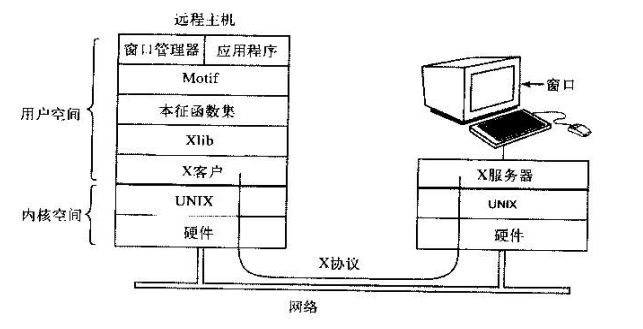 远程主机
窗口管理器 应用程序
Motif
本征函数集
Xlib
X客户
UNIX
硬件
用户空间
内核空间
窗口
X服务器
UNIX
硬件
X协议
网络